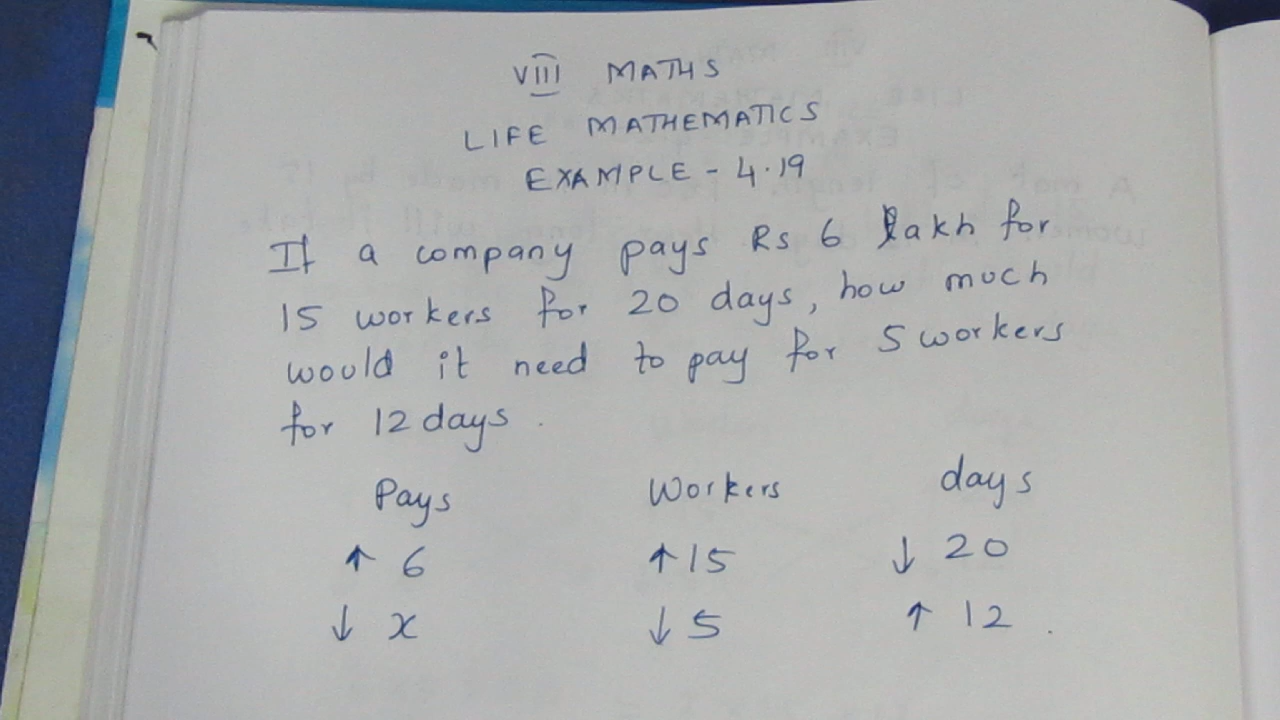 VIII MATHS
LIFE MATHEMATICS
EXAMPLE - 4.19
If a company pays Rs 6 lakh for
15 workers for 20 days, how much
would it need to pay for 5 workers
for 12 days.
Pays Workers days
↑ 6 ↑ 15 ↓ 20
↓ x ↓ 5 ↑ 12 .